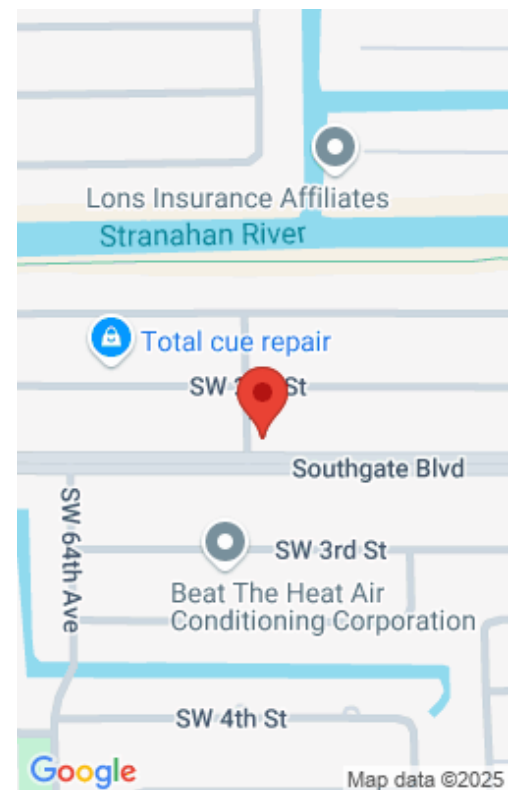 Lons Insurance Affiliates
Stranahan River
Total cue repair
SW St
Southgate Blvd
SW 64th Ave
SW 3rd St
Beat The Heat Air
Conditioning Corporation
SW 4th St
Google
Map data ©2025